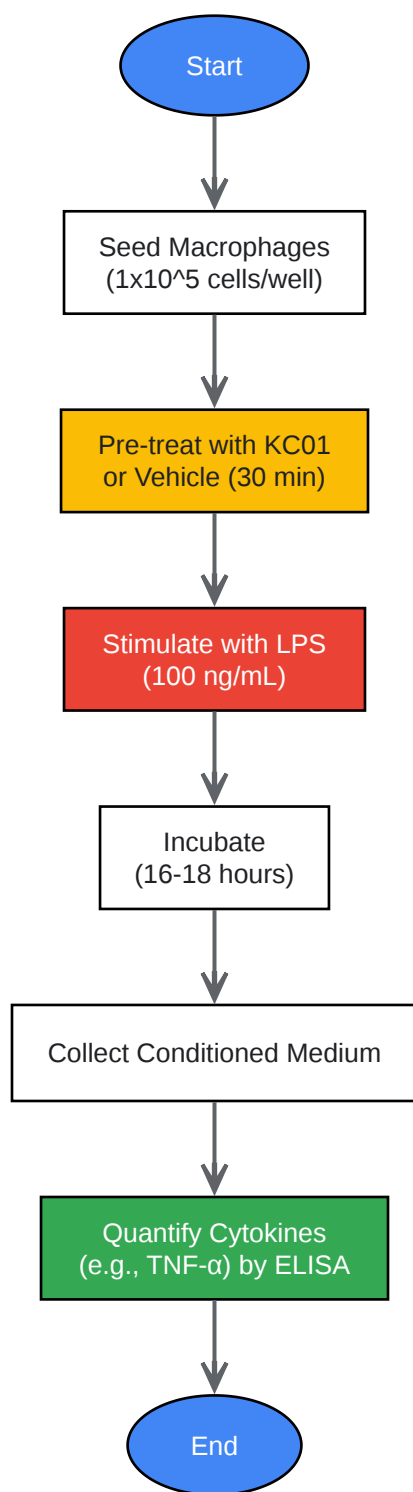 Start
Seed Macrophages
(1x10^5 cells/well)
Pre-treat with KC01
or Vehicle (30 min)
Stimulate with LPS
(100 ng/mL)
Incubate
(16-18 hours)
Collect Conditioned Medium
Quantify Cytokines
(e.g., TNF-α) by ELISA
End